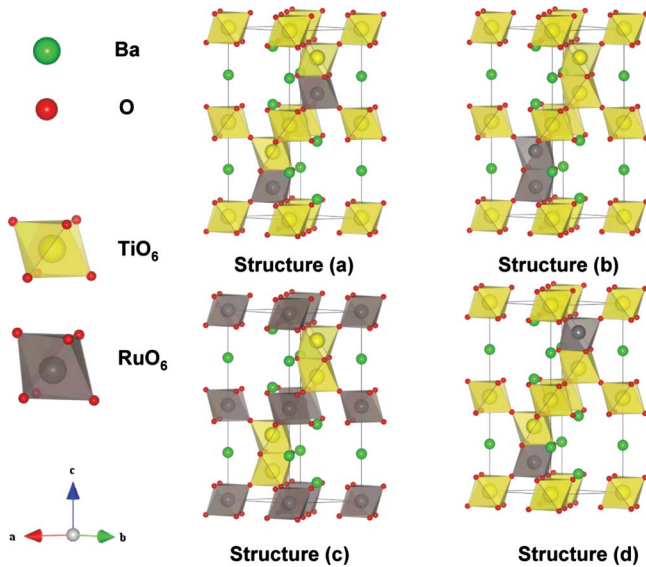 Ba
O
TiO6
RuO6
c
a
b
Structure (a)
Structure (b)
Structure (c)
Structure (d)